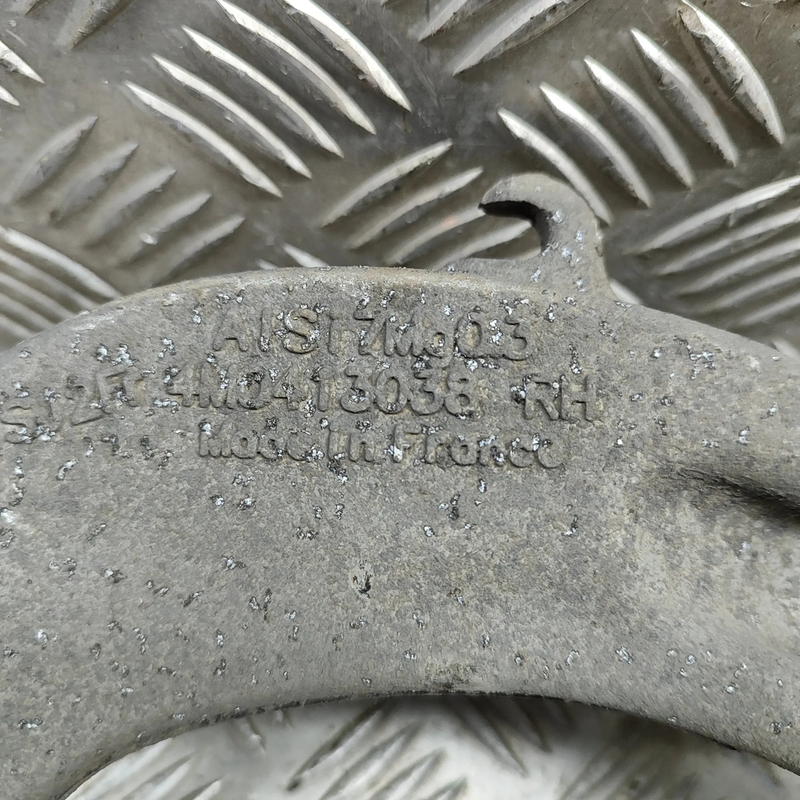 AlSi7Mg0.3
4M0413038 RH
Made In France